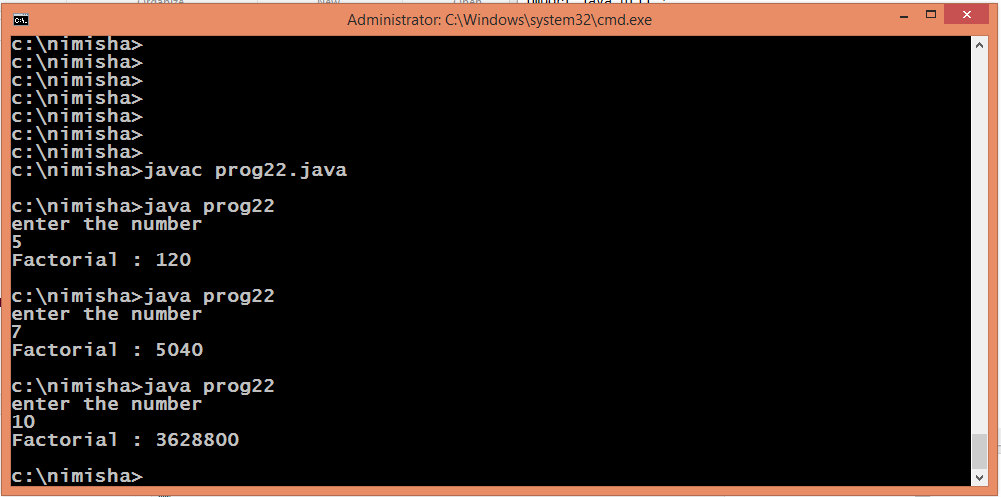 Administrator: C:\Windows\system32\cmd.exe
c:\nimisha>
c:\nimisha>
c:\nimisha>
c:\nimisha>
c:\nimisha>
c:\nimisha>
c:\nimisha>
c:\nimisha>javac prog22.java
c:\nimisha>java prog22
enter the number
5
Factorial : 120
c:\nimisha>java prog22
enter the number
7
Factorial : 5040
c:\nimisha>java prog22
enter the number
10
Factorial : 3628800
c:\nimisha>